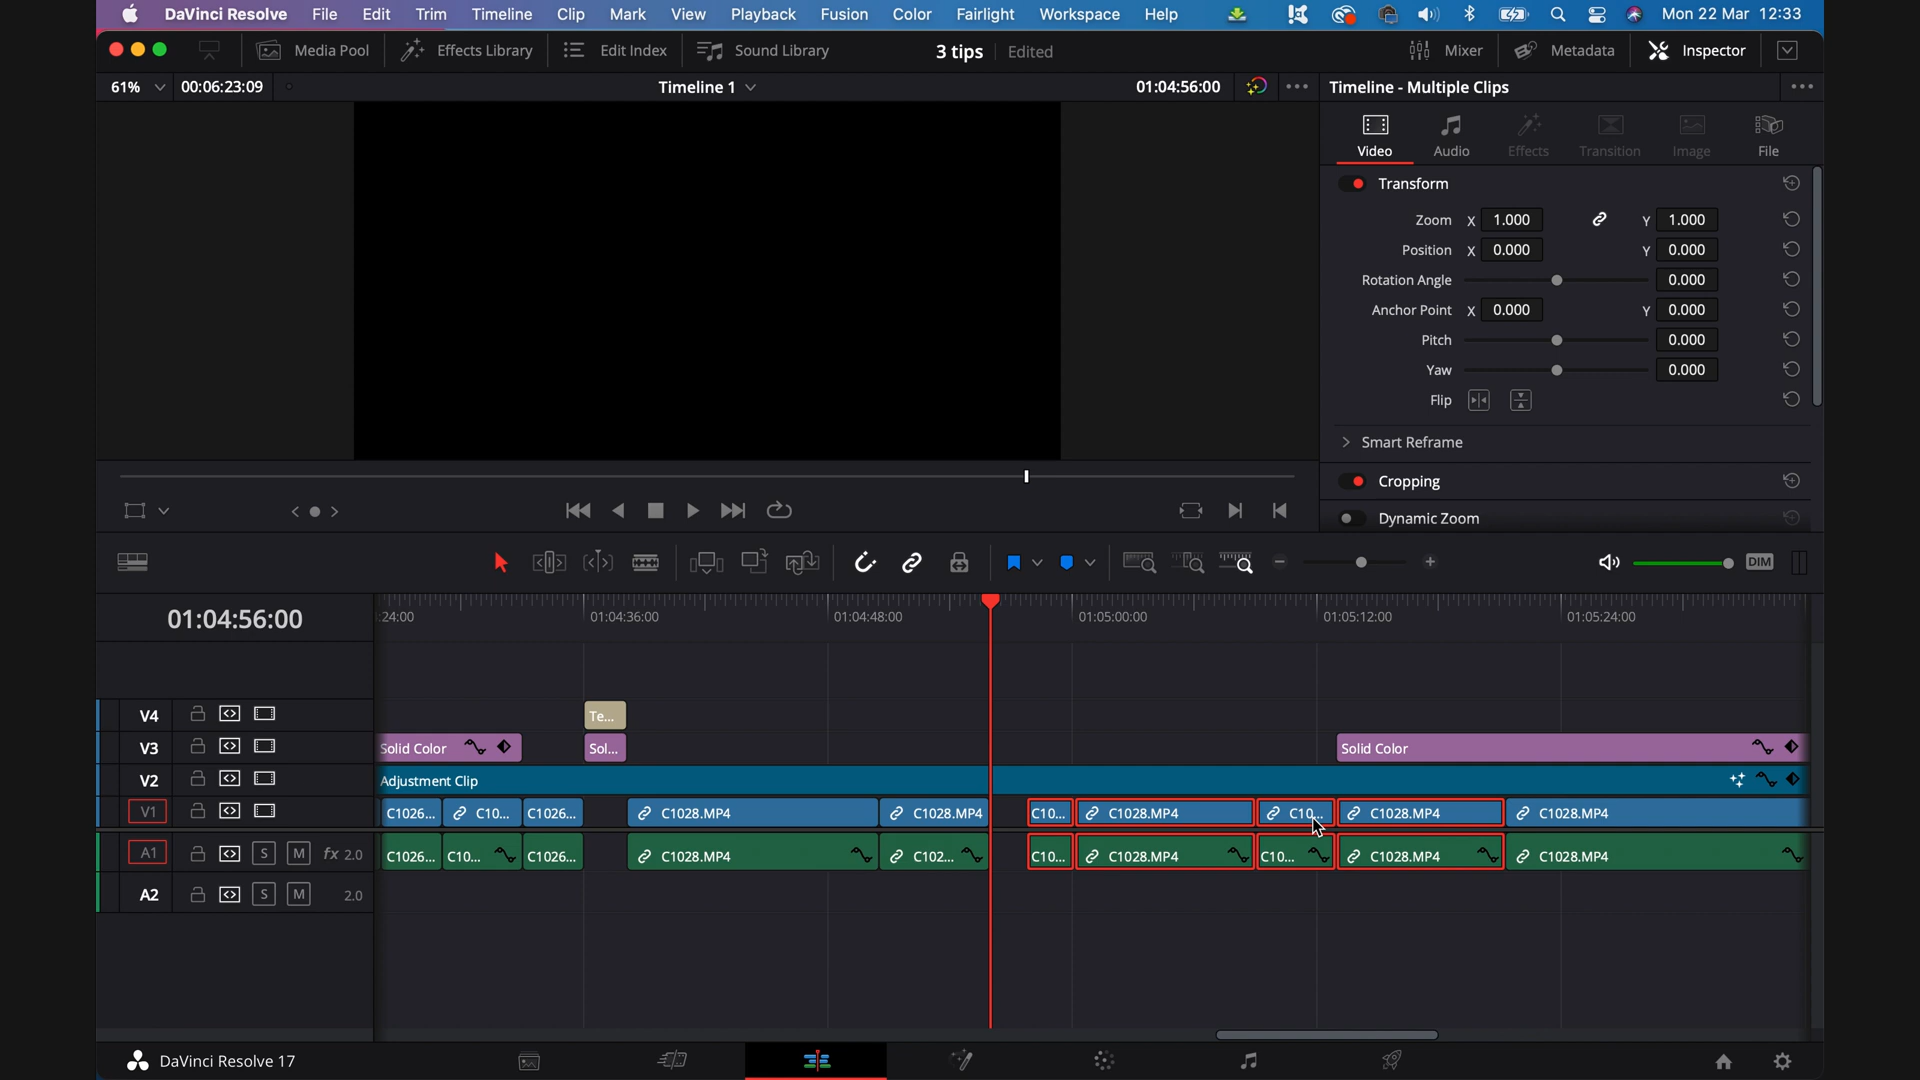 DaVinci Resolve File Edit Trim Timeline Clip Mark View Playback Fusion Color Fairlight Workspace Help Mon 22 Mar 12:33
Media Pool Effects Library Edit Index Sound Library 3 tips Edited Mixer Metadata Inspector
61% 00:06:23:09 Timeline 1 01:04:56:00 Timeline - Multiple Clips
Video Audio Effects Transition Image File
Transform
Zoom X 1.000 Y 1.000
Position X 0.000 Y 0.000
Rotation Angle 0.000
Anchor Point X 0.000 Y 0.000
Pitch 0.000
Yaw 0.000
Flip
Smart Reframe
Cropping
Dynamic Zoom
DIM
01:04:56:00 :24:00 01:04:36:00 01:04:48:00 01:05:00:00 01:05:12:00 01:05:24:00
V4 Te...
V3 Solid Color Sol... Solid Color
V2 Adjustment Clip
V1 C1026... C10... C1026... C1028.MP4 C1028.MP4 C10... C1028.MP4 C10... C1028.MP4 C1028.MP4
A1 S M fx 2.0 C1026... C10... C1026... C1028.MP4 C102... C10... C1028.MP4 C10... C1028.MP4 C1028.MP4
A2 S M 2.0
DaVinci Resolve 17